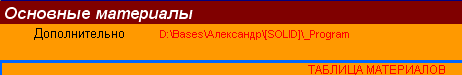 Основные материалы
Дополнительно D:\Bases\Александр\[SOLID]\_Program
ТАБЛИЦА МАТЕРИАЛОВ